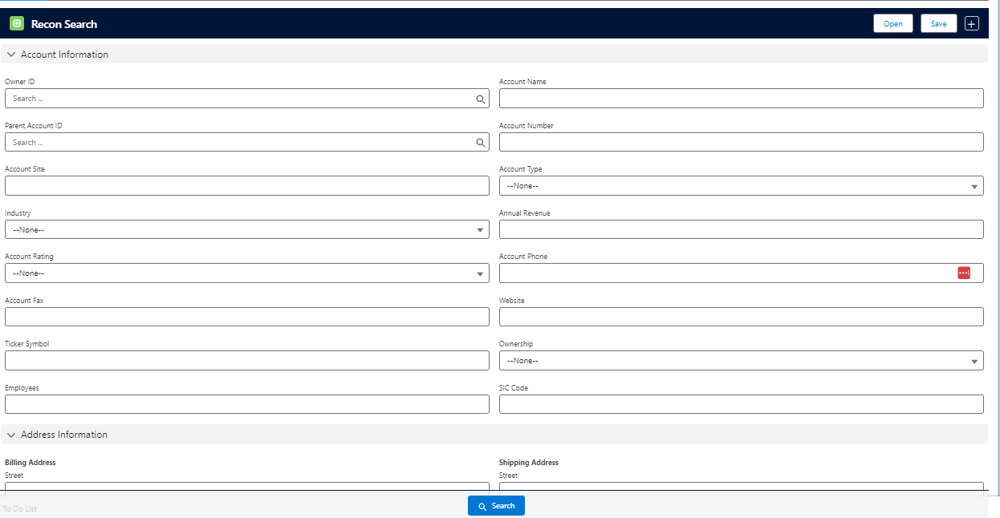 Recon Search
Open
Save
Account Information
Owner ID
Account Name
Search ...
Parent Account ID
Account Number
Search ...
Account Site
Account Type
--None--
Industry
Annual Revenue
--None--
Account Rating
Account Phone
--None--
Account Fax
Website
Ticker Symbol
Ownership
--None--
Employees
SIC Code
Address Information
Billing Address
Shipping Address
Street
Street
To Do List
Search